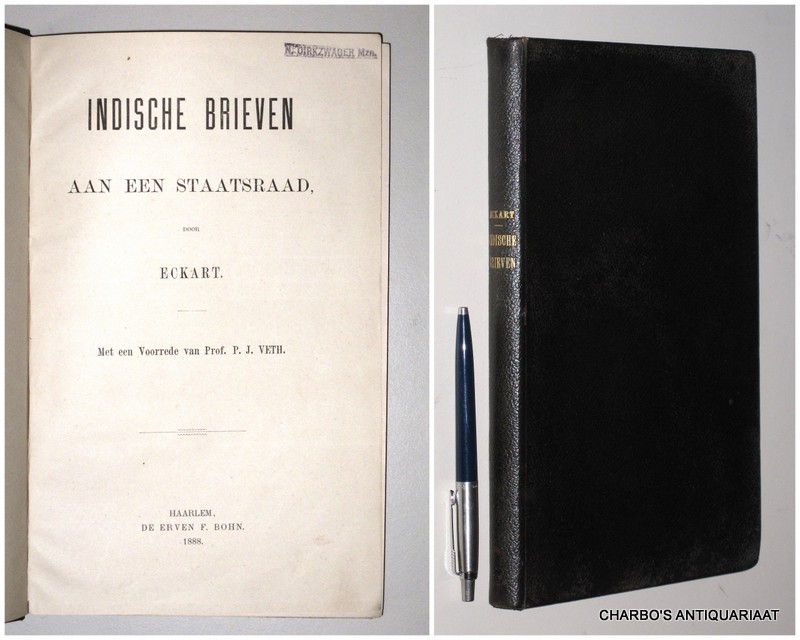 N. DIRKZWAGER Mzn.
INDISCHE BRIEVEN
AAN EEN STAATSRAAD,
DOOR
ECKART.
Met een Voorrede van Prof. P. J. VETH.
HAARLEM,
DE ERVEN F. BOHN.
1888.
ECKART
INDISCHE
BRIEVEN
CHARBO'S ANTIQUARIAAT